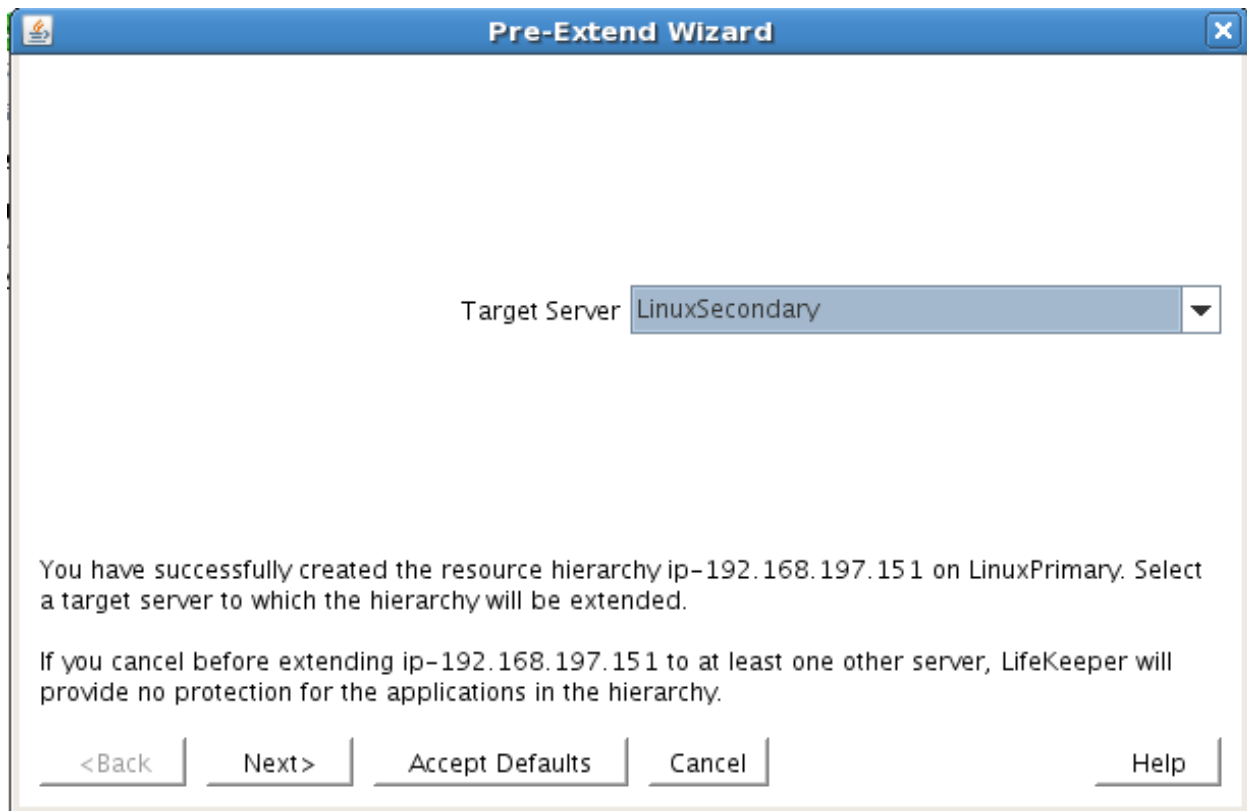 Pre-Extend Wizard
Target Server LinuxSecondary
You have successfully created the resource hierarchy ip-192.168.197.151 on LinuxPrimary. Select
a target server to which the hierarchy will be extended.
If you cancel before extending ip-192.168.197.151 to at least one other server, LifeKeeper will
provide no protection for the applications in the hierarchy.
<Back Next> Accept Defaults Cancel Help